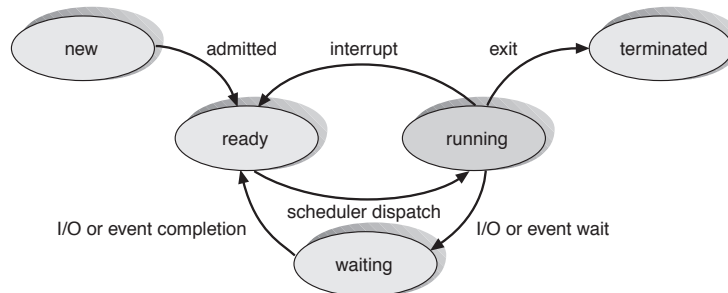 new
admitted
interrupt
exit
terminated
ready
running
scheduler dispatch
I/O or event completion
I/O or event wait
waiting